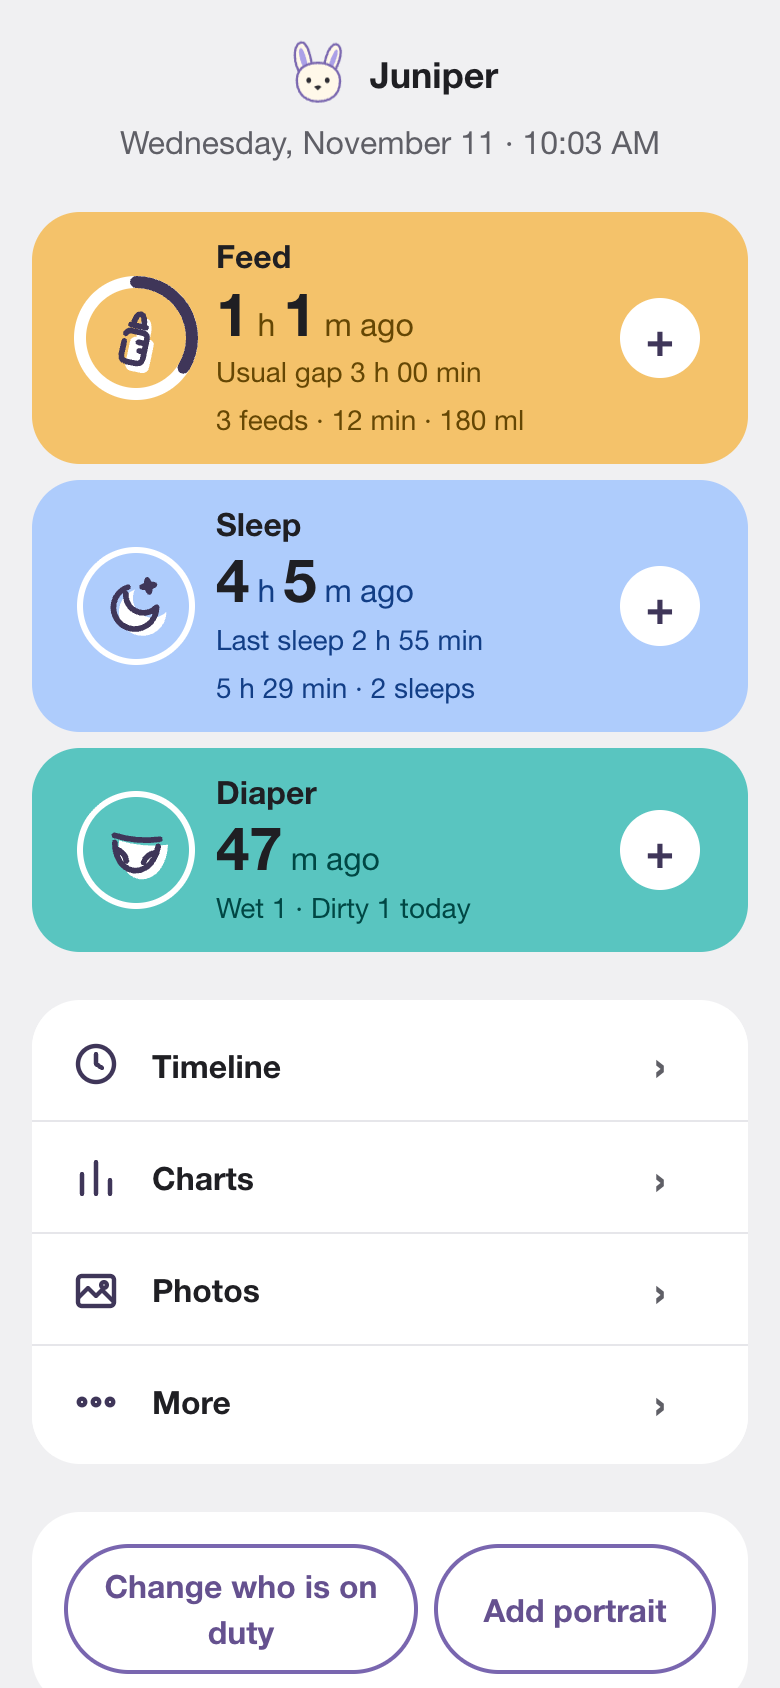 Juniper
Wednesday, November 11 · 10:03 AM
Feed
1 h 1 m ago
Usual gap 3 h 00 min
3 feeds · 12 min · 180 ml
+
Sleep
4 h 5 m ago
Last sleep 2 h 55 min
5 h 29 min · 2 sleeps
+
Diaper
47 m ago
Wet 1 · Dirty 1 today
+
Timeline ›
Charts ›
Photos ›
More ›
Change who is on
duty
Add portrait